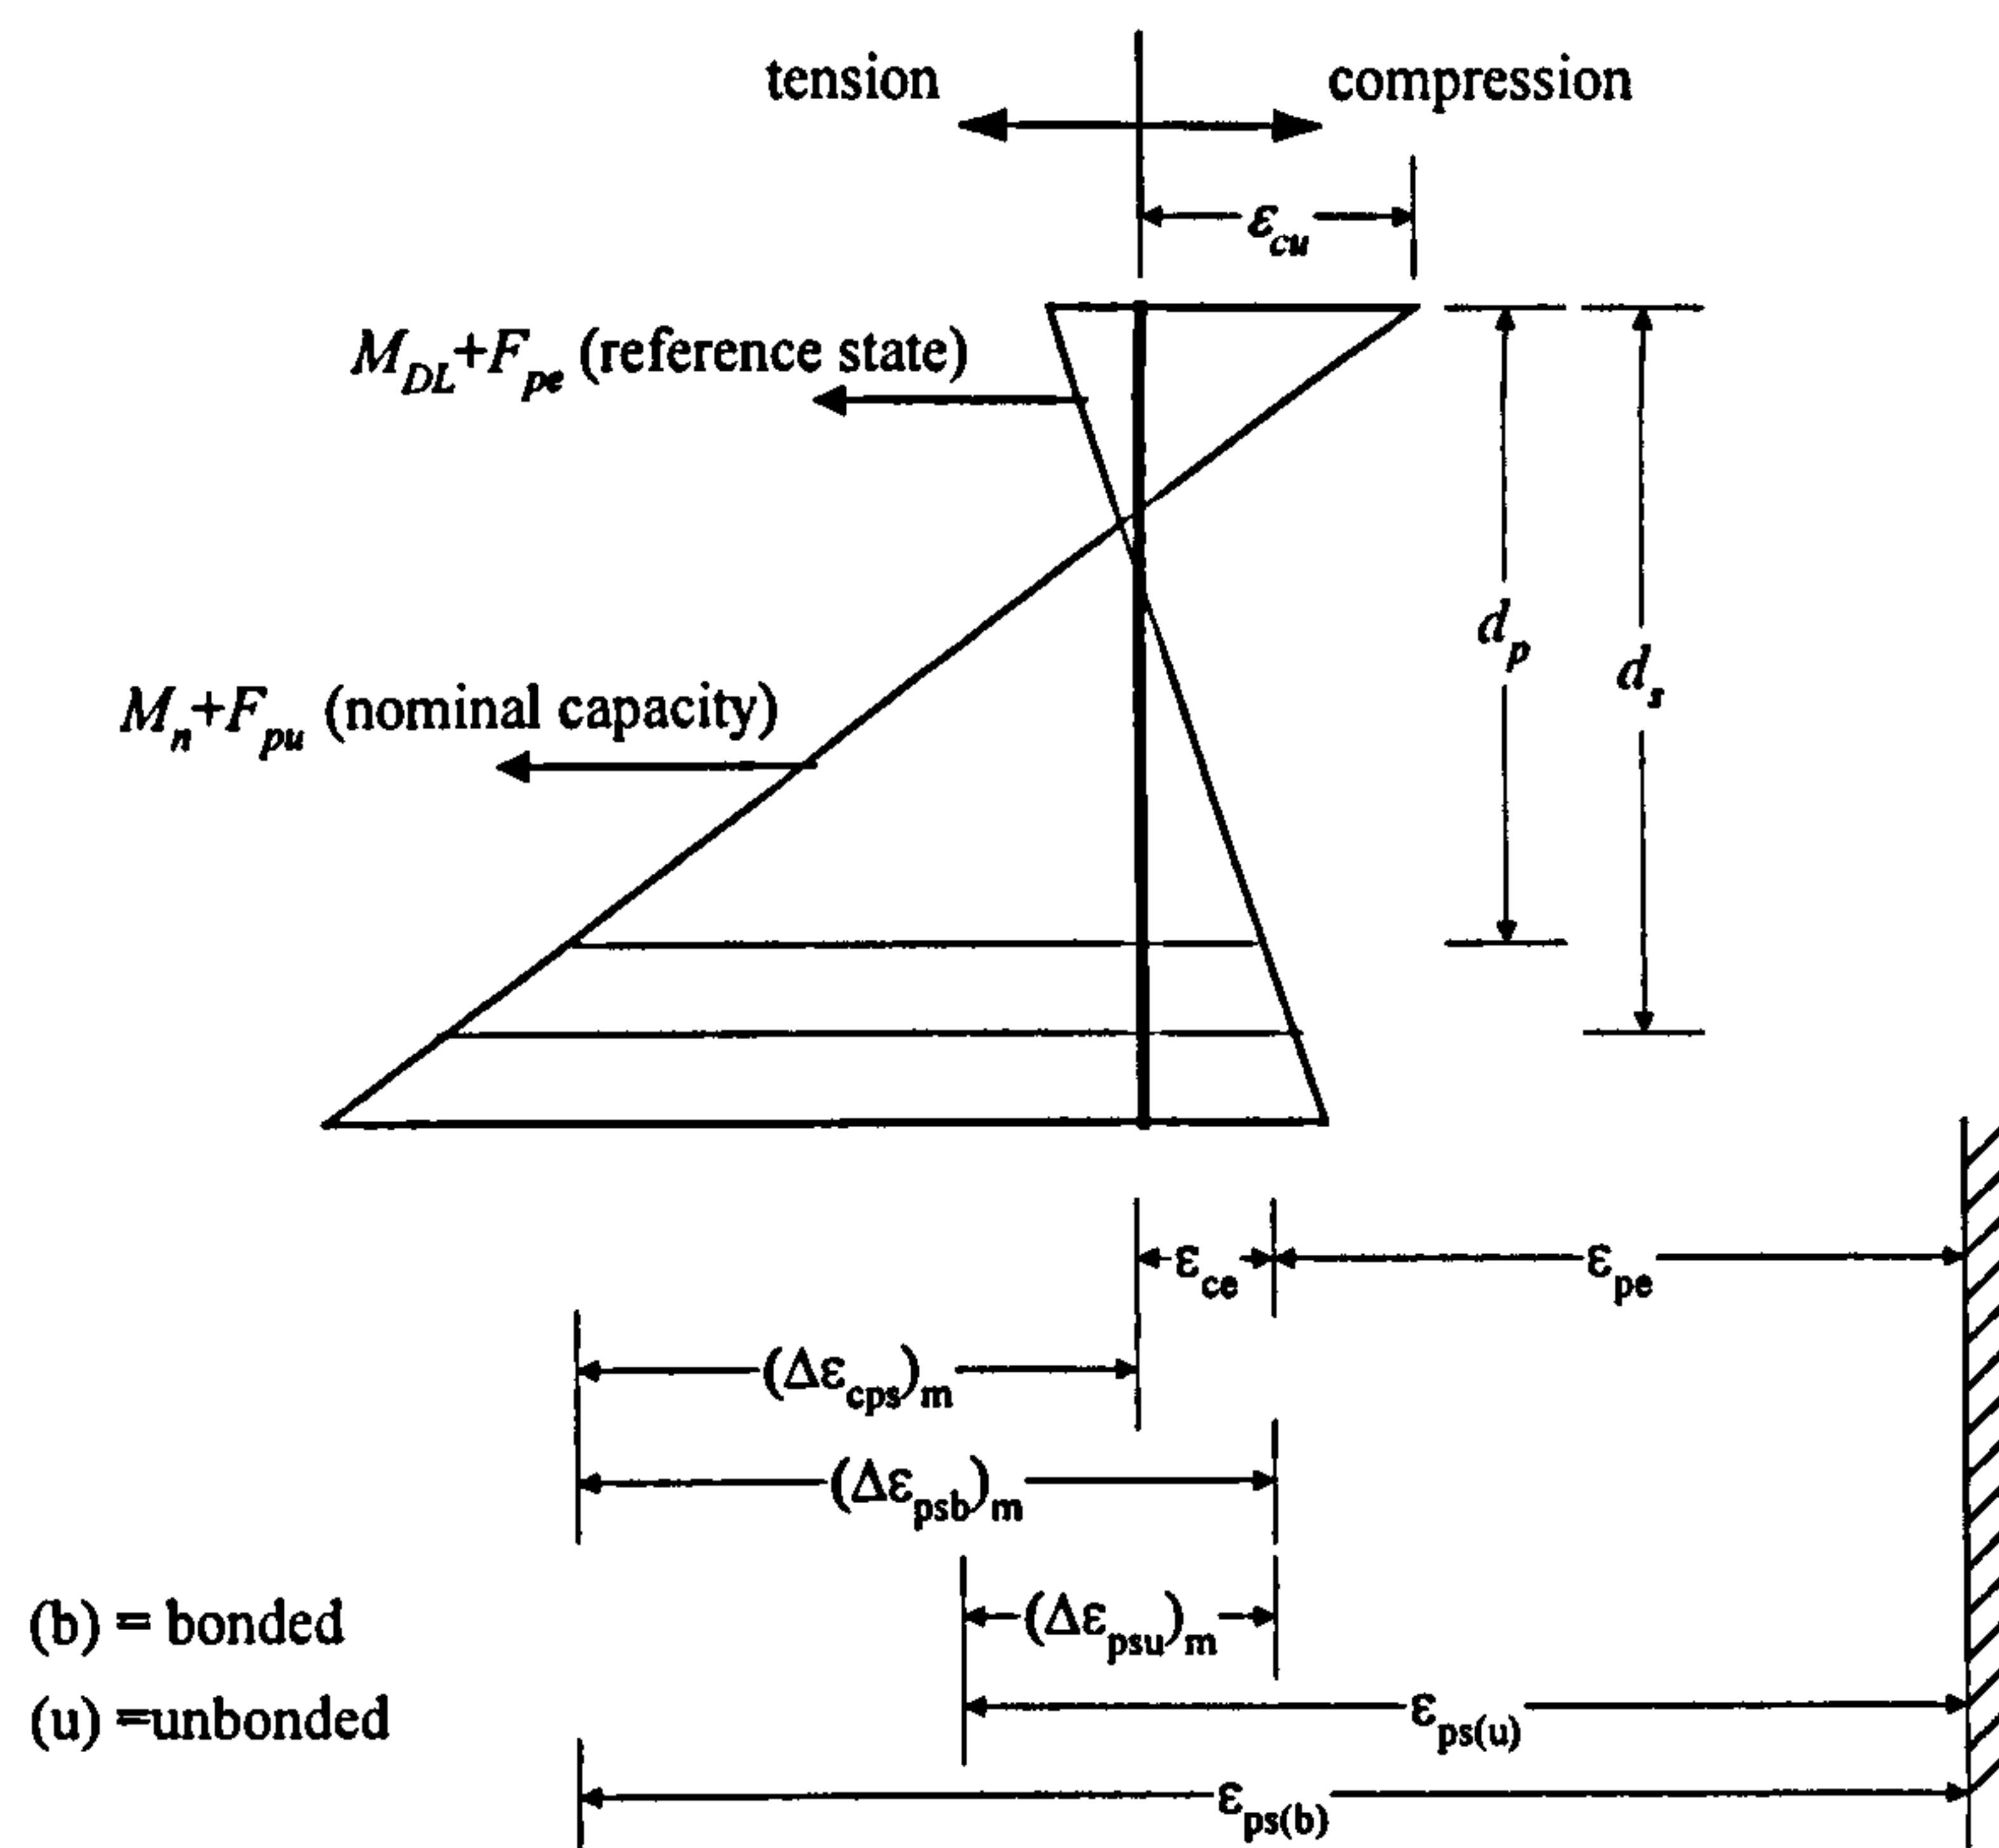 tension
compression
ε_cu
M_DL+F_pe (reference state)
d_p
d_s
M_n+F_pu (nominal capacity)
ε_ce
ε_pe
(Δε_cps)_m
(Δε_psb)_m
(b) = bonded
(Δε_psu)_m
(u) =unbonded
ε_ps(u)
ε_ps(b)